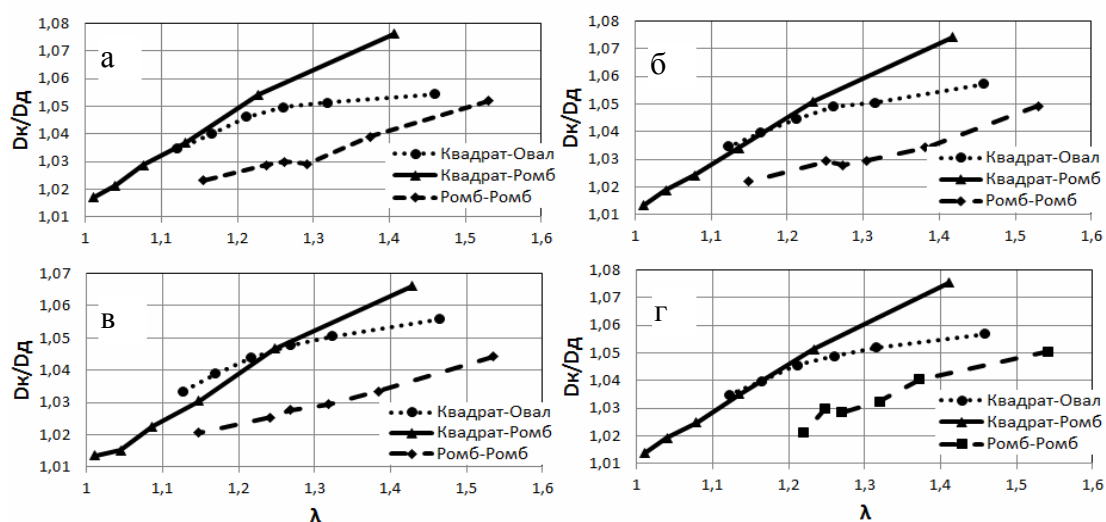 а
Dк/Dд
1,08
1,07
1,06
1,05
1,04
1,03
1,02
1,01
1 1,1 1,2 1,3 1,4 1,5 1,6
Квадрат-Овал
Квадрат-Ромб
Ромб-Ромб
б
Dк/Dд
1,08
1,07
1,06
1,05
1,04
1,03
1,02
1,01
1 1,1 1,2 1,3 1,4 1,5 1,6
Квадрат-Овал
Квадрат-Ромб
Ромб-Ромб
в
Dк/Dд
1,07
1,06
1,05
1,04
1,03
1,02
1,01
1 1,1 1,2 1,3 1,4 1,5 1,6
λ
Квадрат-Овал
Квадрат-Ромб
Ромб-Ромб
г
Dк/Dд
1,08
1,07
1,06
1,05
1,04
1,03
1,02
1,01
1 1,1 1,2 1,3 1,4 1,5 1,6
λ
Квадрат-Овал
Квадрат-Ромб
Ромб-Ромб